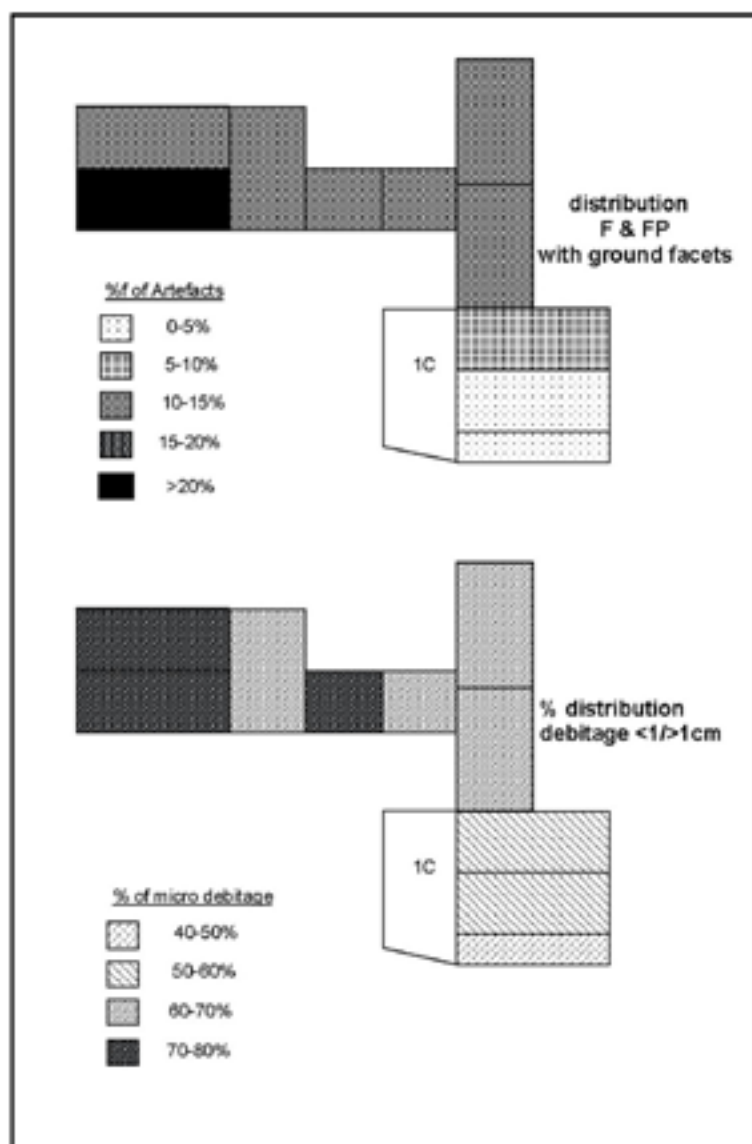 distribution
F & FP
with ground facets
%f of Artefacts
0-5%
5-10%
10-15%
15-20%
>20%
1C
% distribution
debitage <1/>1cm
1C
% of micro debitage
40-50%
50-60%
60-70%
70-80%